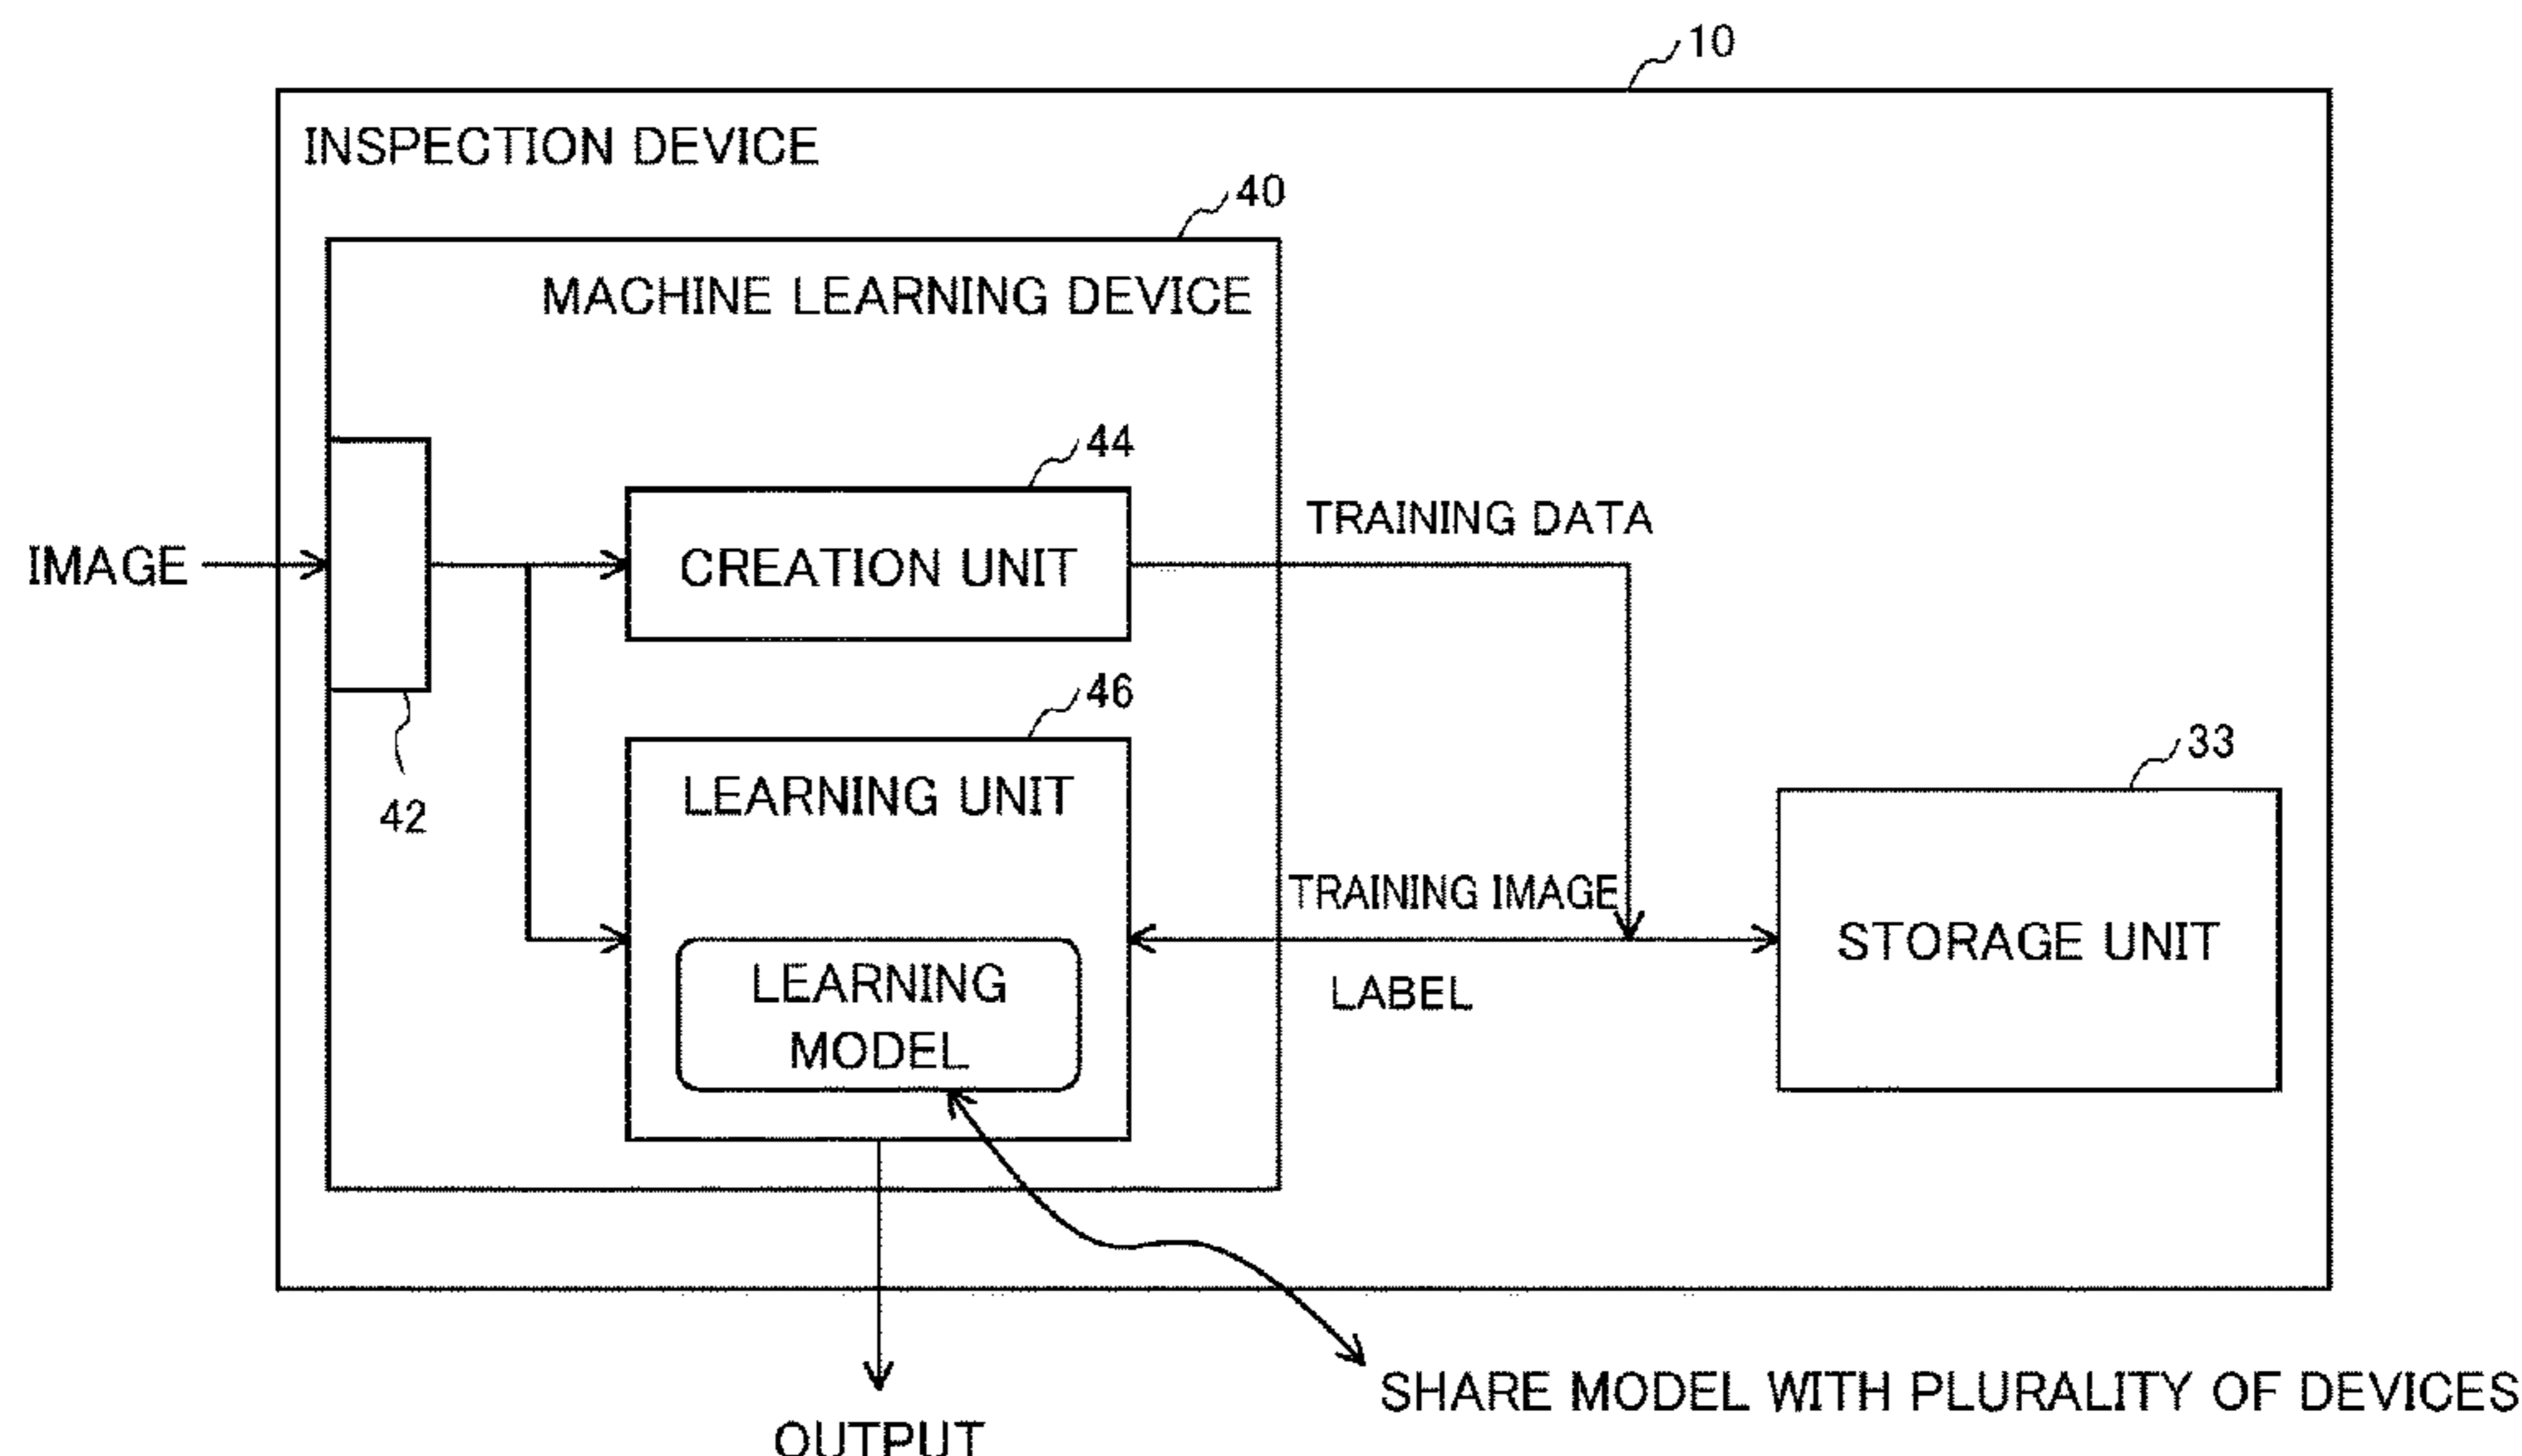 10
INSPECTION DEVICE
40
MACHINE LEARNING DEVICE
44
TRAINING DATA
IMAGE
CREATION UNIT
46
33
LEARNING UNIT
42
TRAINING IMAGE
STORAGE UNIT
LEARNING
MODEL
LABEL
SHARE MODEL WITH PLURALITY OF DEVICES
OUTPUT